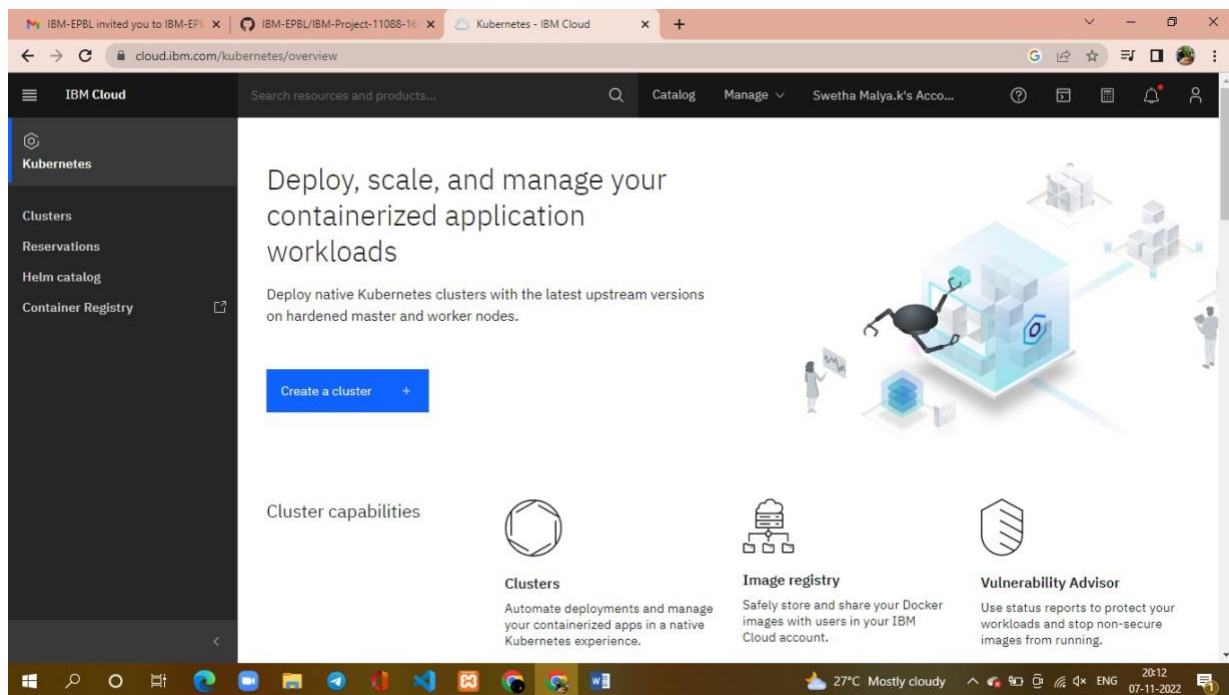 IBM-EPBL invited you to IBM-EPB
IBM-EPBL/IBM-Project-11088-16
Kubernetes - IBM Cloud
cloud.ibm.com/kubernetes/overview
IBM Cloud
Search resources and products...
Catalog
Manage
Swetha Malya.k's Acco...
Kubernetes
Clusters
Reservations
Helm catalog
Container Registry
Deploy, scale, and manage your
containerized application
workloads
Deploy native Kubernetes clusters with the latest upstream versions
on hardened master and worker nodes.
Create a cluster +
Cluster capabilities
Clusters
Automate deployments and manage
your containerized apps in a native
Kubernetes experience.
Image registry
Safely store and share your Docker
images with users in your IBM
Cloud account.
Vulnerability Advisor
Use status reports to protect your
workloads and stop non-secure
images from running.
27°C Mostly cloudy
ENG
20:12
07-11-2022